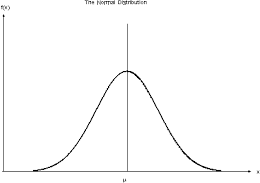 The Normal Distribution
f(x)
x
μ